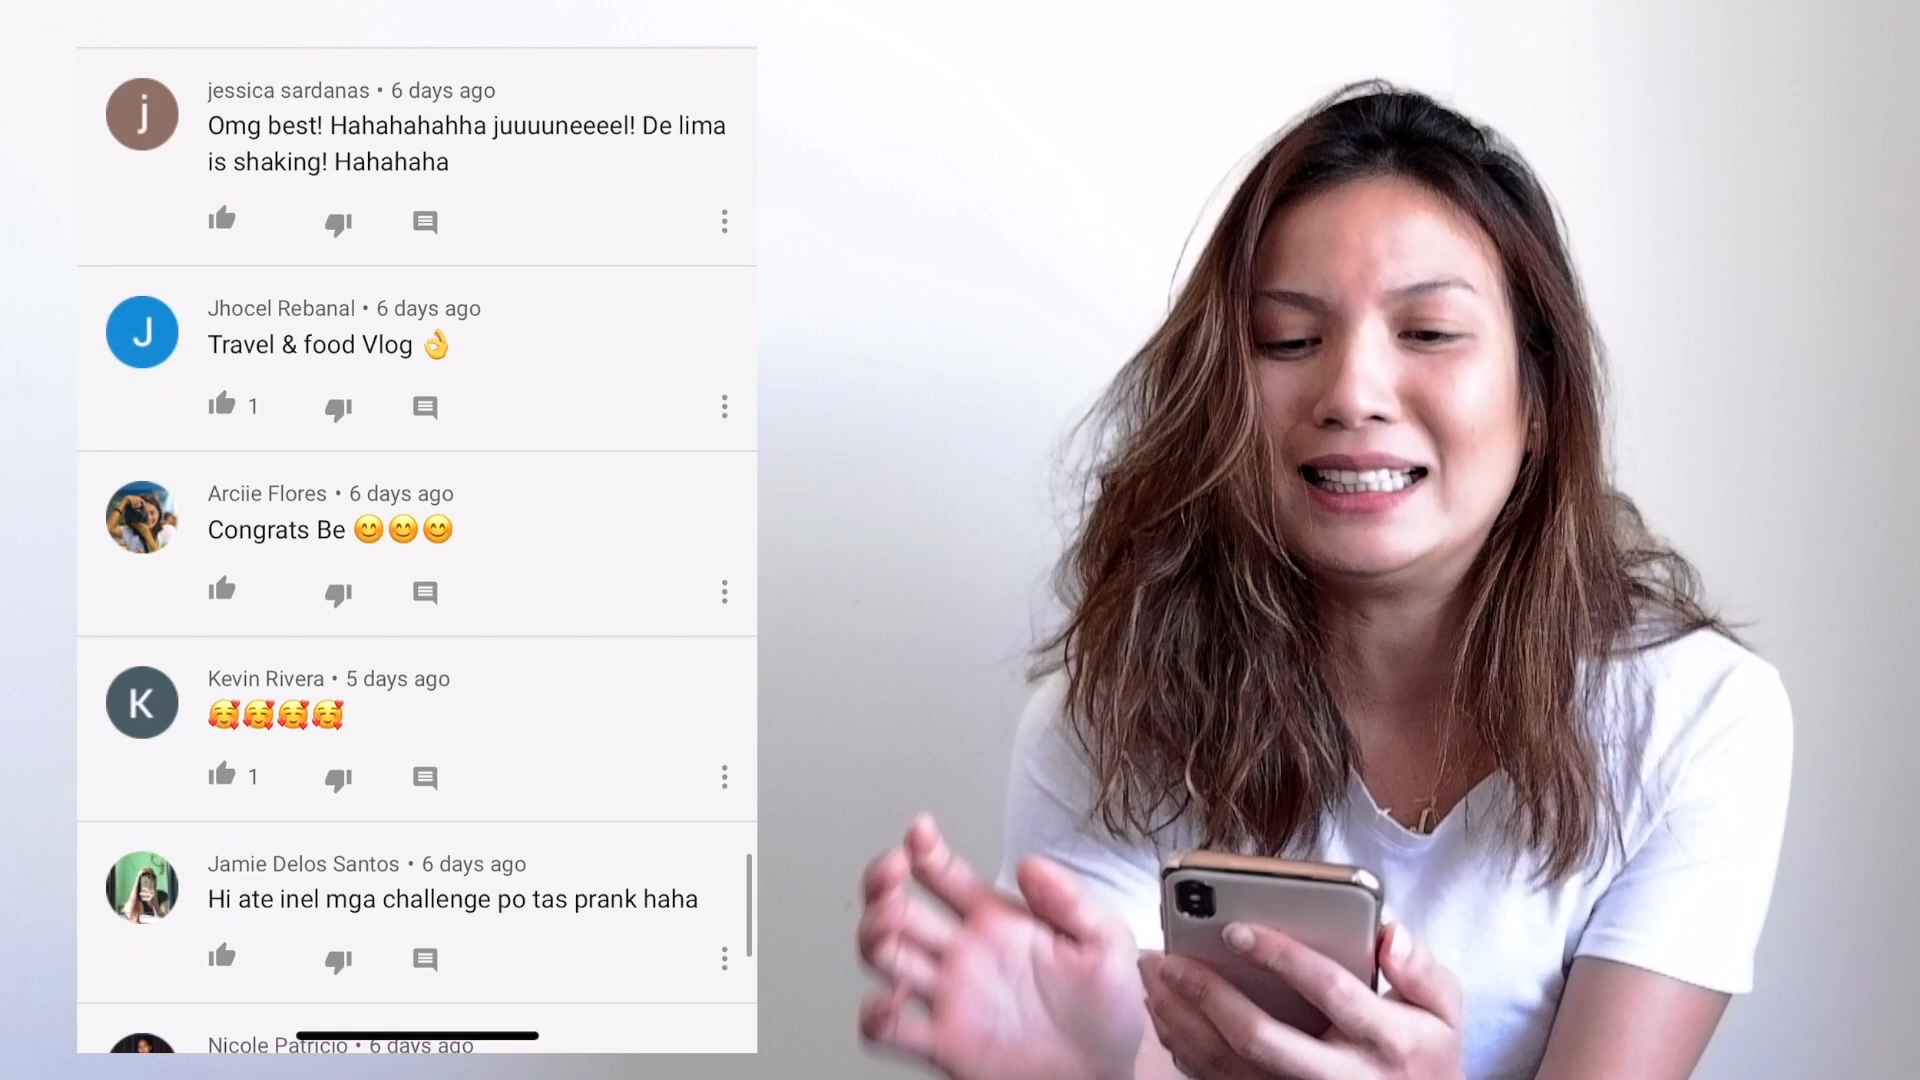 j
jessica sardanas • 6 days ago
Omg best! Hahahahahha juuuuneeeel! De lima
is shaking! Hahahaha
J
Jhocel Rebanal • 6 days ago
Travel & food Vlog 👌
1
Arciie Flores • 6 days ago
Congrats Be 😊😊😊
K
Kevin Rivera • 5 days ago
🥰🥰🥰🥰
1
Jamie Delos Santos • 6 days ago
Hi ate inel mga challenge po tas prank haha
Nicole Patricio • 6 days ago